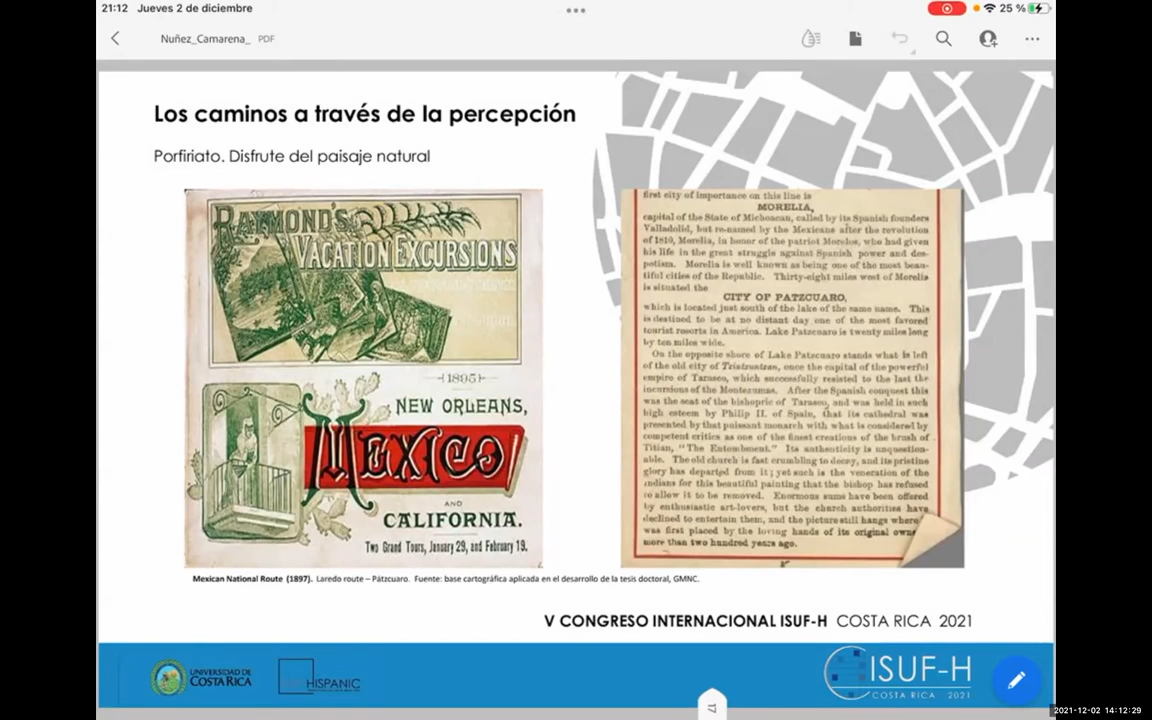 21:12 Jueves 2 de diciembre
25 %
Nuñez_Camarena_ PDF
Los caminos a través de la percepción
Porfiriato. Disfrute del paisaje natural
RAYMOND'S
VACATION EXCURSIONS
1895
NEW ORLEANS,
MEXICO
AND
CALIFORNIA.
Two Grand Tours, January 29, and February 19.
first city of importance on this line is
MORELIA,
capital of the State of Michoacan, called by its Spanish founders
Valladolid, but re-named by the Mexicans after the revolution
of 1810, Morelia, in honor of the patriot Morelos, who had given
his life in the great struggle against Spanish power and des-
potism. Morelia is well known as being one of the most beau-
tiful cities of the Republic. Thirty-eight miles west of Morelia
is situated the
CITY OF PATZCUARO,
which is located just south of the lake of the same name. This
is destined to be at no distant day one of the most favored
tourist resorts in America. Lake Patzcuaro is twenty miles long
by ten miles wide.
On the opposite shore of Lake Patzcuaro stands what is left
of the old city of Tzintzuntzan, once the capital of the powerful
empire of Tarasco, which successfully resisted to the last the
incursions of the Montezumas. After the Spanish conquest this
was the seat of the bishopric of Tarasco, and was held in such
high esteem by Philip II. of Spain, that its cathedral was
presented by that puissant monarch with what is considered by
competent critics as one of the finest creations of the brush of
Titian, "The Entombment." Its authenticity is unquestion-
able. The old church is fast crumbling to decay, and its pristine
glory has departed from it; yet such is the veneration of the
Indians for this beautiful painting that the bishop has refused
to allow it to be removed. Enormous sums have been offered
by enthusiastic art-lovers, but the church authorities have
declined to entertain them, and the picture still hangs where
was first placed by the loving hands of its original
more than two hundred years ago.
Mexican National Route (1897). Laredo route – Pátzcuaro. Fuente: base cartográfica aplicada en el desarrollo de la tesis doctoral, GMNC.
V CONGRESO INTERNACIONAL ISUF-H COSTA RICA 2021
UNIVERSIDAD DE
COSTA RICA
HISPANIC
ISUF-H
COSTA RICA 2021
17
2021-12-02 14:12:29